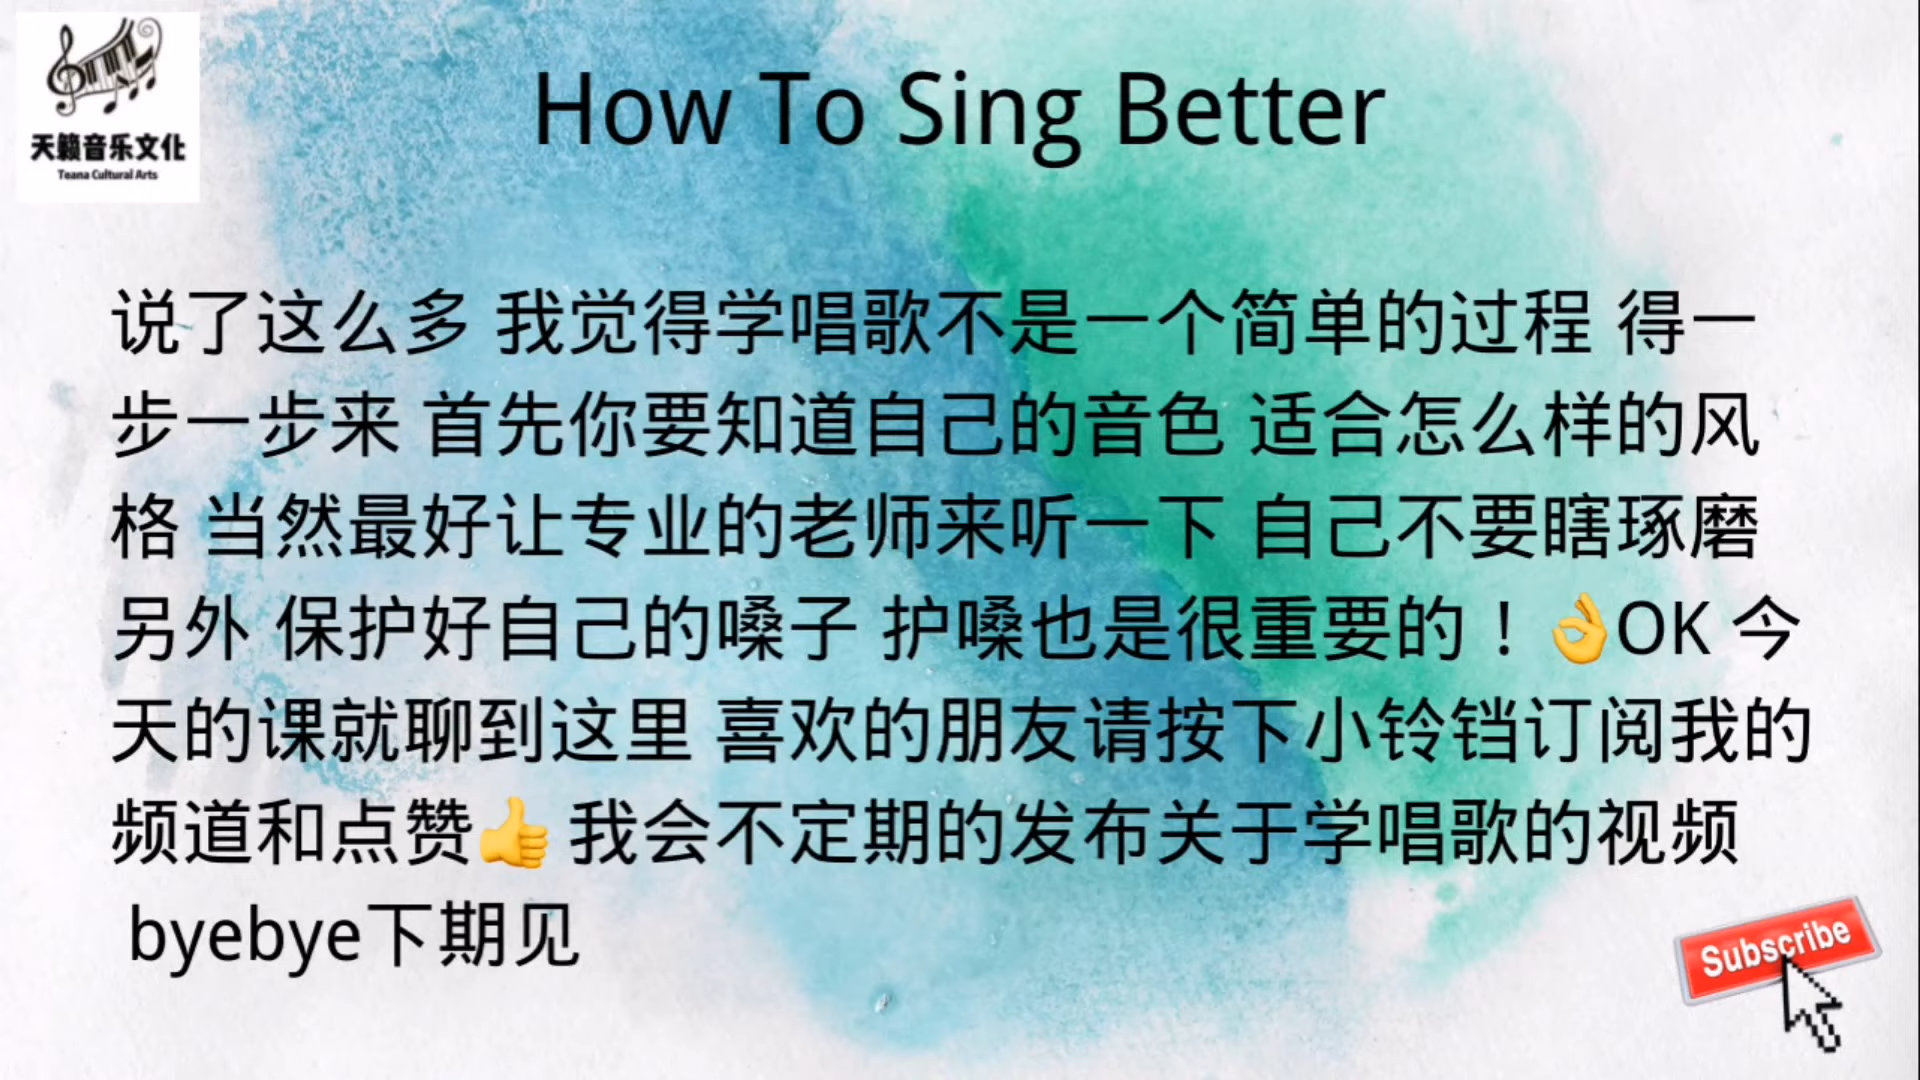 天籁音乐文化
Teana Cultural Arts
How To Sing Better
说了这么多 我觉得学唱歌不是一个简单的过程 得一
步一步来 首先你要知道自己的音色 适合怎么样的风
格 当然最好让专业的老师来听一下 自己不要瞎琢磨
另外 保护好自己的嗓子 护嗓也是很重要的！👌OK 今
天的课就聊到这里 喜欢的朋友请按下小铃铛订阅我的
频道和点赞👍 我会不定期的发布关于学唱歌的视频
byebye下期见
Subscribe